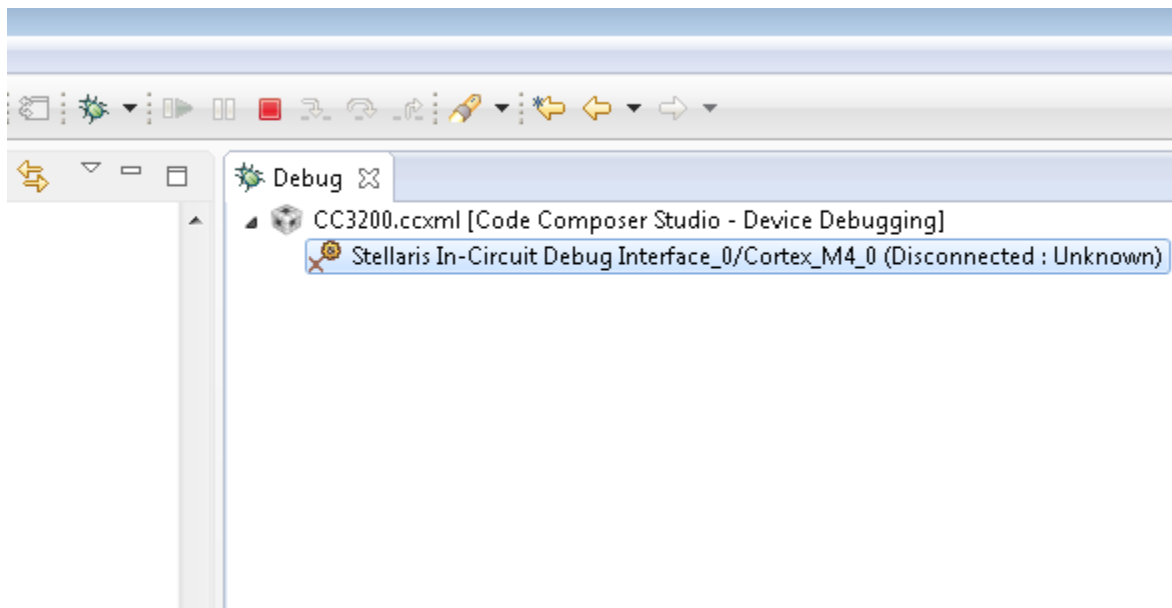 Debug
CC3200.ccxml [Code Composer Studio - Device Debugging]
Stellaris In-Circuit Debug Interface_0/Cortex_M4_0 (Disconnected : Unknown)